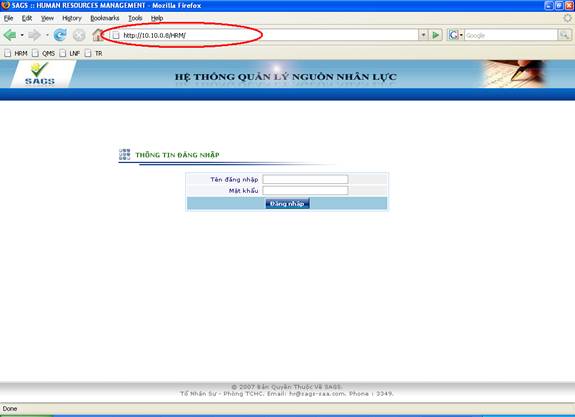 SAGS :: HUMAN RESOURCES MANAGEMENT - Mozilla Firefox
File Edit View History Bookmarks Tools Help
http://10.10.0.8/HRM/
Google
HRM QMS LNF TR
SAGS
HỆ THỐNG QUẢN LÝ NGUỒN NHÂN LỰC
THÔNG TIN ĐĂNG NHẬP
Tên đăng nhập
Mật khẩu
Đăng nhập
© 2007 Bản Quyền Thuộc Về SAGS.
Tổ Nhân Sự - Phòng TCHC. Email: hr@sags-saa.com. Phone : 3349.
Done